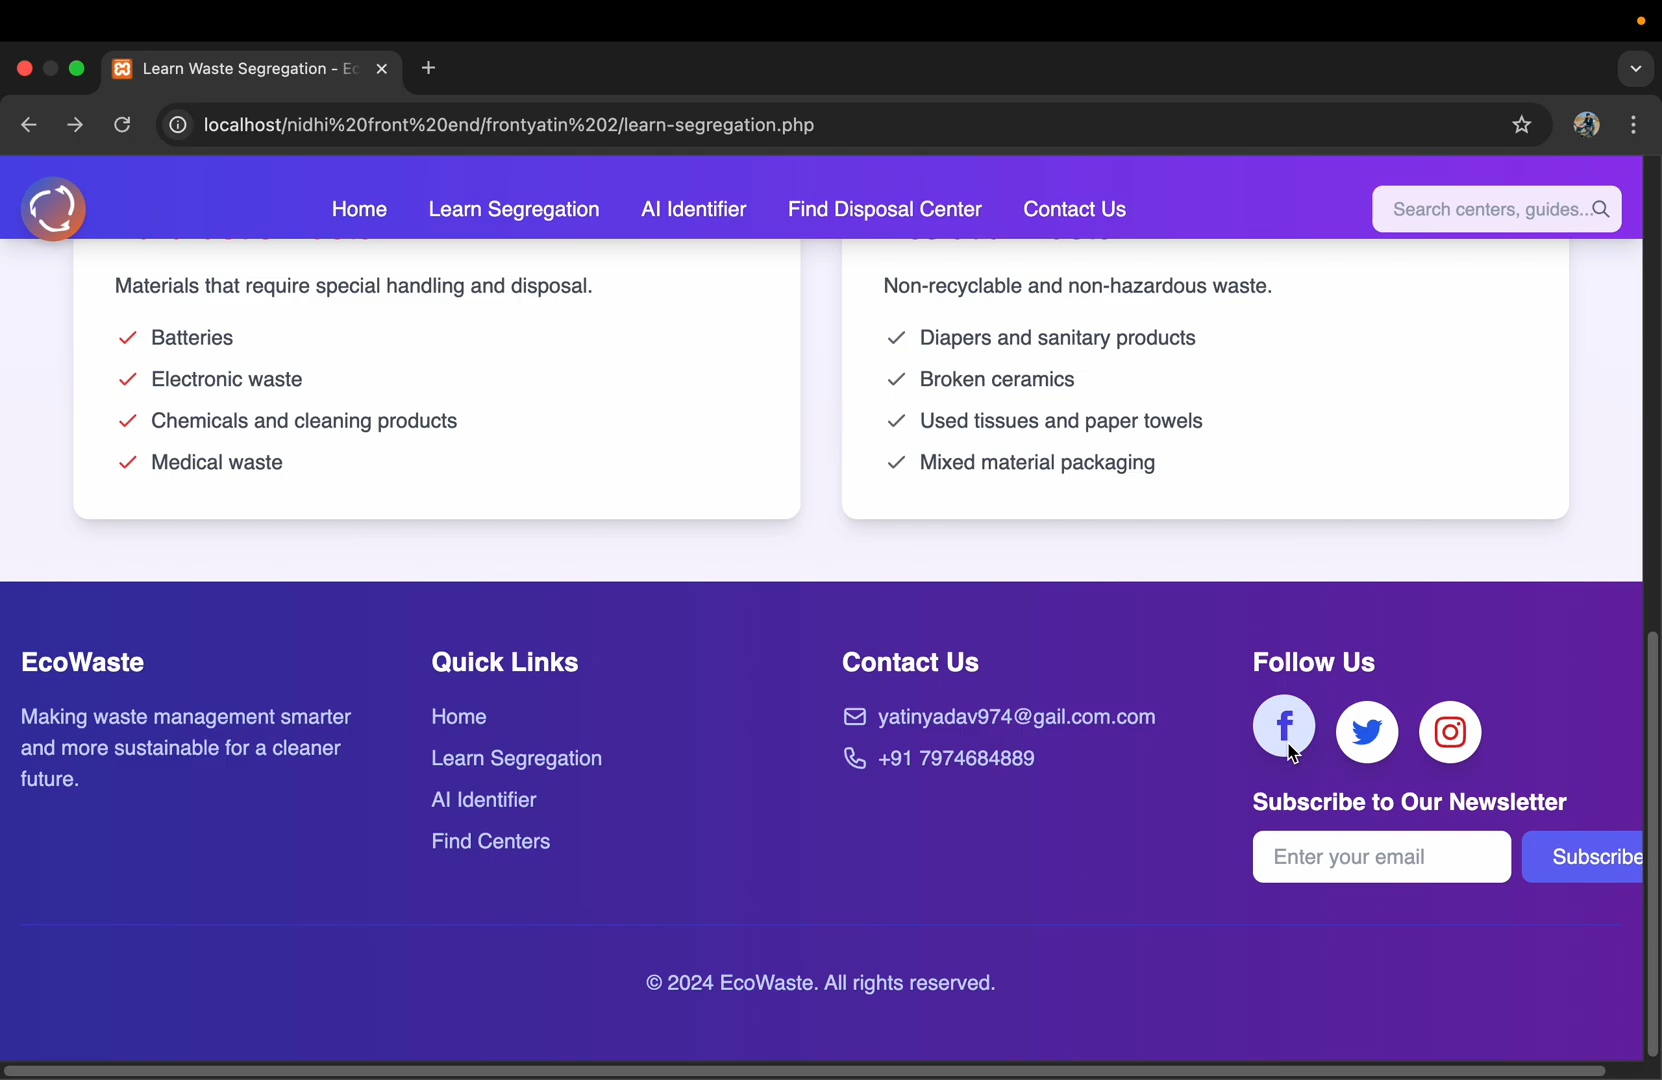 Learn Waste Segregation - Ec
localhost/nidhi%20front%20end/frontyatin%202/learn-segregation.php
Home Learn Segregation AI Identifier Find Disposal Center Contact Us Search centers, guides...
Materials that require special handling and disposal.
Batteries
Electronic waste
Chemicals and cleaning products
Medical waste
Non-recyclable and non-hazardous waste.
Diapers and sanitary products
Broken ceramics
Used tissues and paper towels
Mixed material packaging
EcoWaste
Making waste management smarter
and more sustainable for a cleaner
future.
Quick Links
Home
Learn Segregation
AI Identifier
Find Centers
Contact Us
yatinyadav974@gail.com.com
+91 7974684889
Follow Us
Subscribe to Our Newsletter
Enter your email Subscribe
© 2024 EcoWaste. All rights reserved.